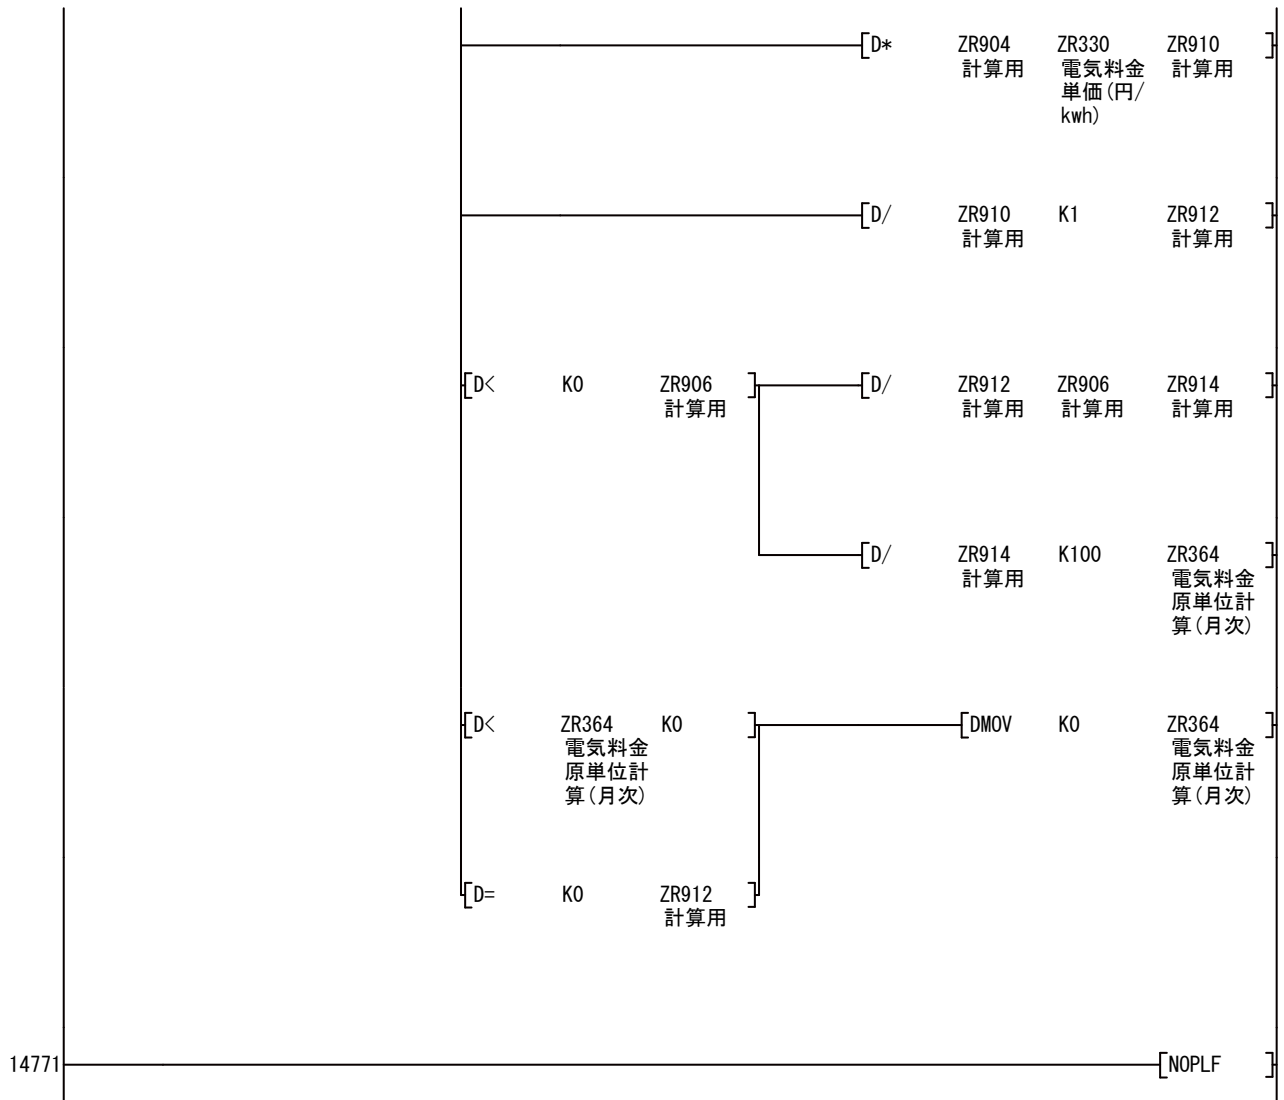 [D* ZR904 ZR330 ZR910 ]
計算用 電気料金 計算用
単価(円/
kwh)
[D/ ZR910 K1 ZR912 ]
計算用 計算用
[D< K0 ZR906 ] [D/ ZR912 ZR906 ZR914 ]
計算用 計算用 計算用 計算用
[D/ ZR914 K100 ZR364 ]
計算用 電気料金
原単位計
算(月次)
[D< ZR364 K0 ] [DMOV K0 ZR364 ]
電気料金 電気料金
原単位計 原単位計
算(月次) 算(月次)
[D= K0 ZR912 ]
計算用
14771 [NOPLF ]